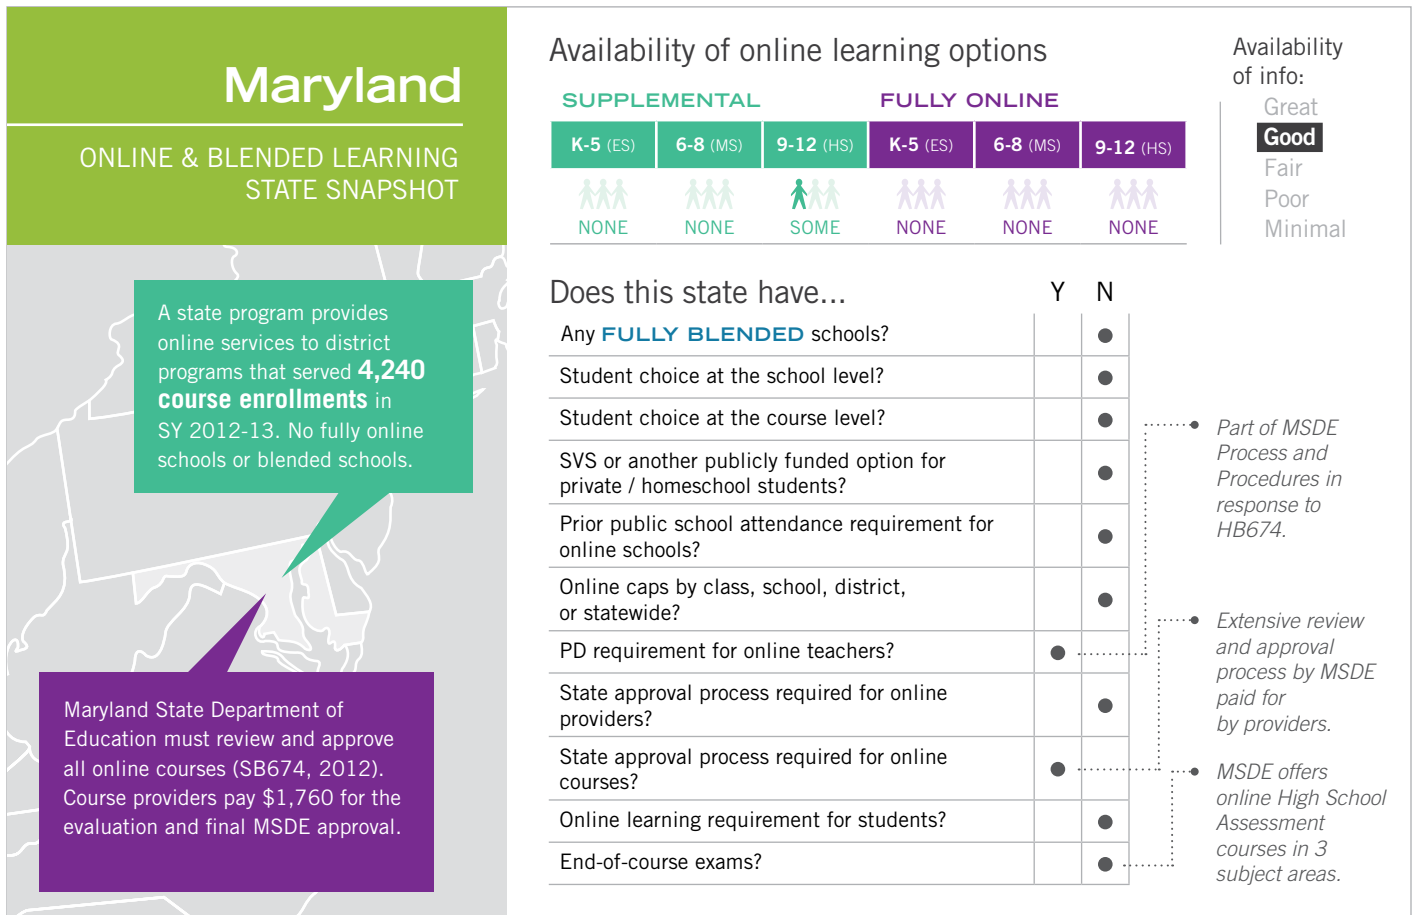 Maryland
ONLINE & BLENDED LEARNING
STATE SNAPSHOT
A state program provides
online services to district
programs that served 4,240
course enrollments in
SY 2012-13. No fully online
schools or blended schools.
Maryland State Department of
Education must review and approve
all online courses (SB674, 2012).
Course providers pay $1,760 for the
evaluation and final MSDE approval.
Availability of online learning options
SUPPLEMENTAL FULLY ONLINE
K-5 (ES) 6-8 (MS) 9-12 (HS) K-5 (ES) 6-8 (MS) 9-12 (HS)
NONE NONE SOME NONE NONE NONE
Availability
of info:
Great
Good
Fair
Poor
Minimal
Does this state have... Y N
Any FULLY BLENDED schools?
Student choice at the school level?
Student choice at the course level?
SVS or another publicly funded option for
private / homeschool students?
Prior public school attendance requirement for
online schools?
Online caps by class, school, district,
or statewide?
PD requirement for online teachers?
State approval process required for online
providers?
State approval process required for online
courses?
Online learning requirement for students?
End-of-course exams?
Part of MSDE
Process and
Procedures in
response to
HB674.
Extensive review
and approval
process by MSDE
paid for
by providers.
MSDE offers
online High School
Assessment
courses in 3
subject areas.